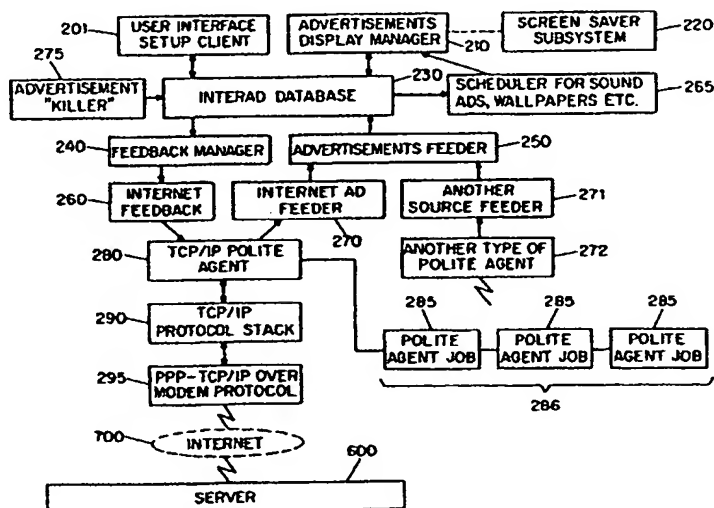 201
USER INTERFACE
SETUP CLIENT
ADVERTISEMENTS
DISPLAY MANAGER
210
SCREEN SAVER
SUBSYSTEM
220
275
ADVERTISEMENT
"KILLER"
INTERAD DATABASE
230
SCHEDULER FOR SOUND
ADS, WALLPAPERS ETC.
265
240
FEEDBACK MANAGER
ADVERTISEMENTS FEEDER
250
260
INTERNET
FEEDBACK
INTERNET AD
FEEDER
270
ANOTHER
SOURCE FEEDER
271
280
TCP/IP POLITE
AGENT
ANOTHER TYPE OF
POLITE AGENT
272
290
TCP/IP
PROTOCOL STACK
285
285
285
POLITE
AGENT JOB
POLITE
AGENT JOB
POLITE
AGENT JOB
286
295
PPP-TCP/IP OVER
MODEM PROTOCOL
700
INTERNET
600
SERVER